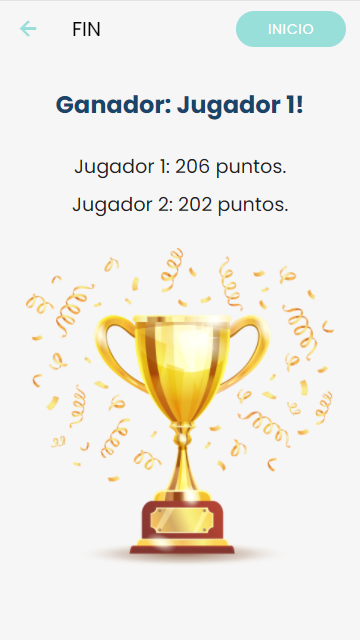 FIN
INICIO
Ganador: Jugador 1!
Jugador 1: 206 puntos.
Jugador 2: 202 puntos.